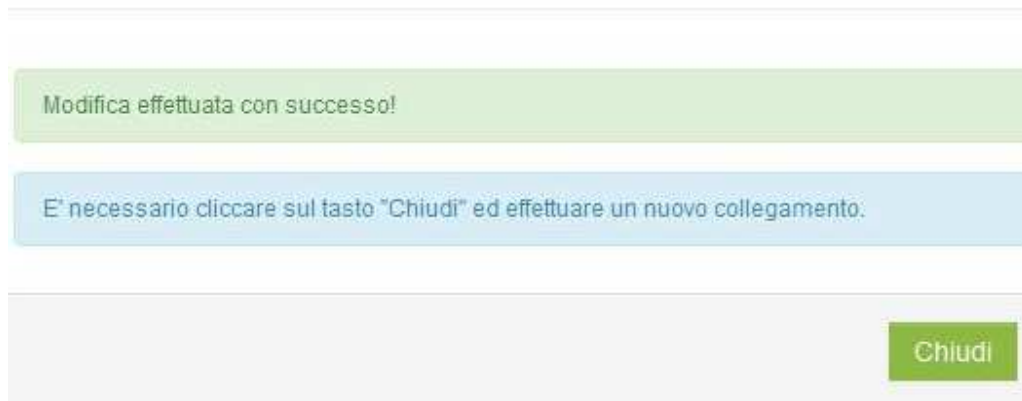 Modifica effettuata con successo!
E' necessario cliccare sul tasto "Chiudi" ed effettuare un nuovo collegamento.
Chiudi